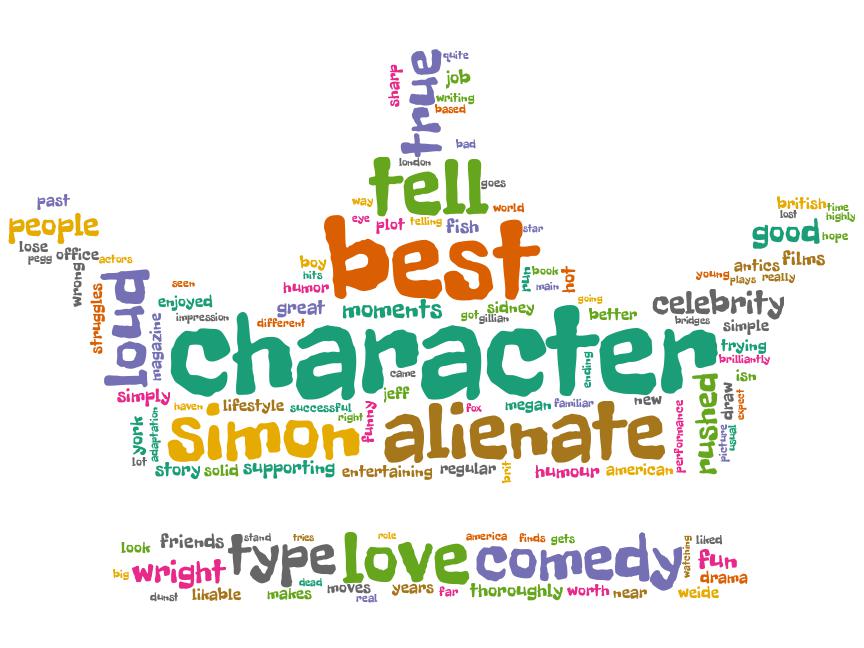 quite
sharp
true
job
writing
based
bad
london
tell
goes
past
people
lose
pegg
office
actors
wrong
way
world
eye
plot
telling
fish
star
best
british
time
lost
highly
good
hope
films
antics
young
plays
really
boy
hits
humor
run
book
main
hot
loud
struggles
magazine
seen
enjoyed
impression
great
different
moments
got
gillian
sidney
going
better
celebrity
bridges
simple
trying
brilliantly
character
came
ending
isn
simply
haven
lifestyle
successful
right
funny
jeff
fox
megan
familiar
new
performance
rushed
draw
expect
picture
usual
york
lot
adaptation
simon
alienate
story
solid
supporting
entertaining
regular
brit
humour
american
look
friends
stand
tries
role
america
finds
gets
watching
liked
big
wright
type
love
comedy
fun
drama
dunst
likable
makes
dead
moves
real
years
far
thoroughly
worth
near
weide